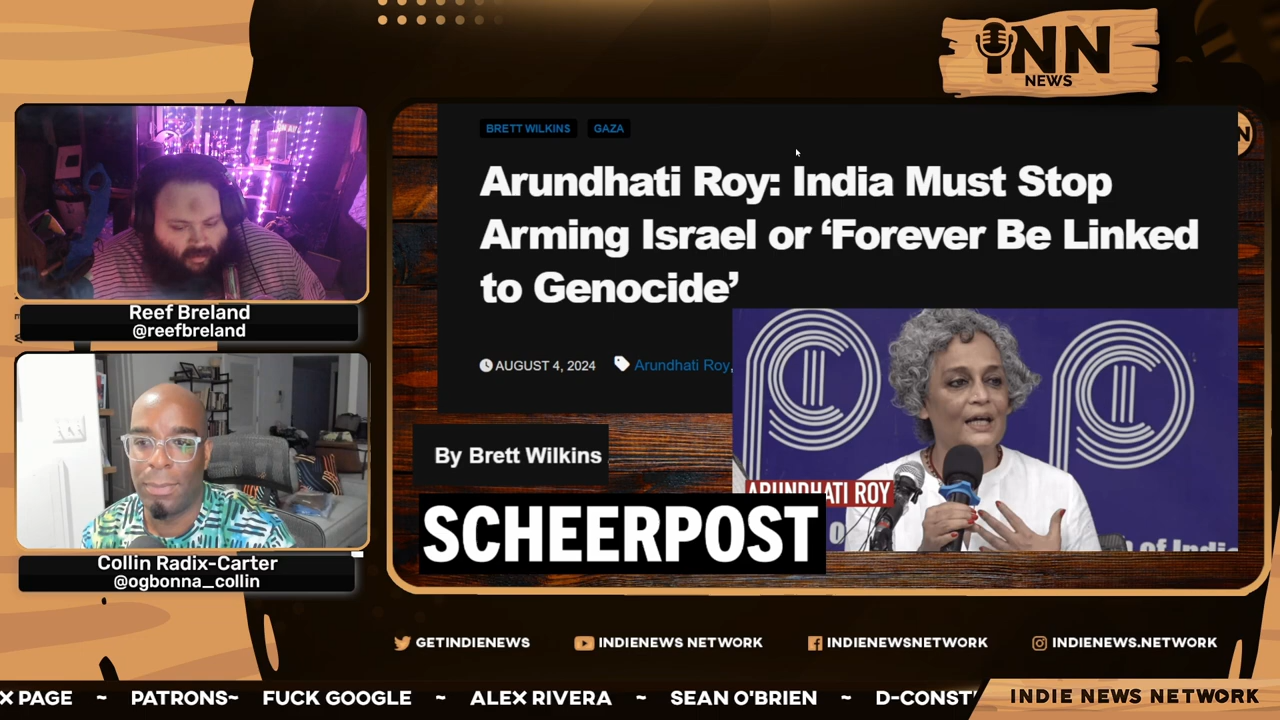 iNN
NEWS
BRETT WILKINS
GAZA
Arundhati Roy: India Must Stop
Arming Israel or ‘Forever Be Linked
to Genocide’
AUGUST 4, 2024
Arundhati Roy,
By Brett Wilkins
SCHEERPOST
ARUNDHATI ROY
of Indi
Reef Breland
@reefbreland
Collin Radix-Carter
@ogbonna_collin
GETINDIENEWS
INDIENEWS NETWORK
INDIENEWSNETWORK
INDIENEWS.NETWORK
X PAGE ~ PATRONS~ FUCK GOOGLE ~ ALEX RIVERA ~ SEAN O'BRIEN ~ D-CONST
INDIE NEWS NETWORK